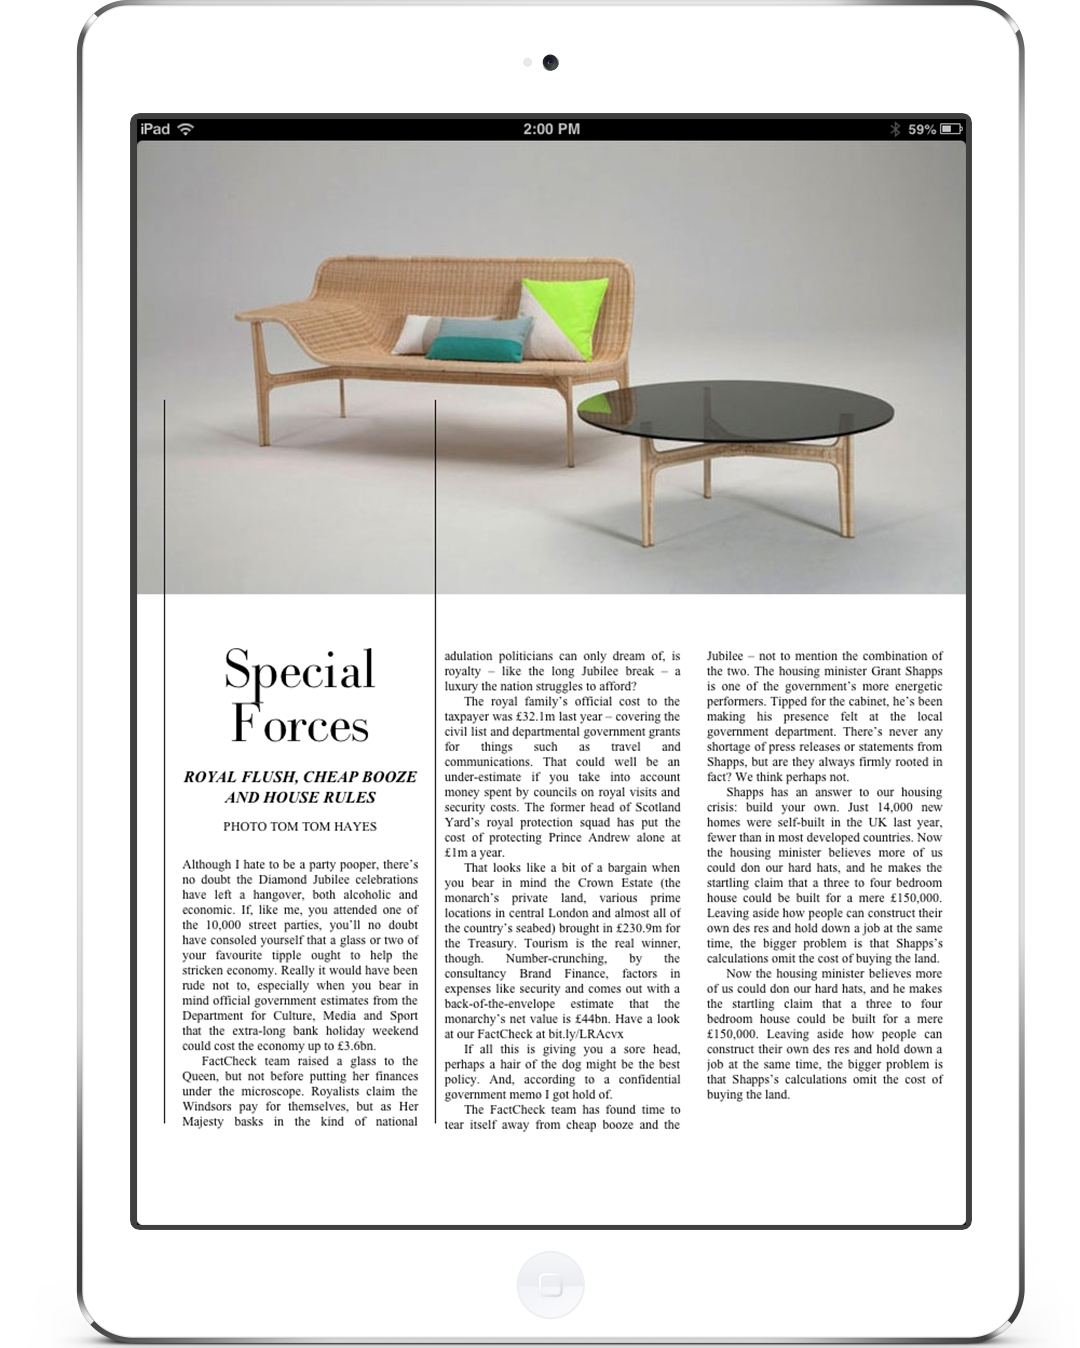 iPad
2:00 PM
59%
Special
Forces
ROYAL FLUSH, CHEAP BOOZE
AND HOUSE RULES
PHOTO TOM TOM HAYES
Although I hate to be a party pooper, there's
no doubt the Diamond Jubilee celebrations
have left a hangover, both alcoholic and
economic. If, like me, you attended one of
the 10,000 street parties, you'll no doubt
have consoled yourself that a glass or two of
your favourite tipple ought to help the
stricken economy. Really it would have been
rude not to, especially when you bear in
mind official government estimates from the
Department for Culture, Media and Sport
that the extra-long bank holiday weekend
could cost the economy up to £3.6bn.
FactCheck team raised a glass to the
Queen, but not before putting her finances
under the microscope. Royalists claim the
Windsors pay for themselves, but as Her
Majesty basks in the kind of national
adulation politicians can only dream of, is
royalty – like the long Jubilee break – a
luxury the nation struggles to afford?
The royal family's official cost to the
taxpayer was £32.1m last year – covering the
civil list and departmental government grants
for things such as travel and
communications. That could well be an
under-estimate if you take into account
money spent by councils on royal visits and
security costs. The former head of Scotland
Yard's royal protection squad has put the
cost of protecting Prince Andrew alone at
£1m a year.
That looks like a bit of a bargain when
you bear in mind the Crown Estate (the
monarch's private land, various prime
locations in central London and almost all of
the country's seabed) brought in £230.9m for
the Treasury. Tourism is the real winner,
though. Number-crunching, by the
consultancy Brand Finance, factors in
expenses like security and comes out with a
back-of-the-envelope estimate that the
monarchy's net value is £44bn. Have a look
at our FactCheck at bit.ly/LRAcvx
If all this is giving you a sore head,
perhaps a hair of the dog might be the best
policy. And, according to a confidential
government memo I got hold of.
The FactCheck team has found time to
tear itself away from cheap booze and the
Jubilee – not to mention the combination of
the two. The housing minister Grant Shapps
is one of the government's more energetic
performers. Tipped for the cabinet, he's been
making his presence felt at the local
government department. There's never any
shortage of press releases or statements from
Shapps, but are they always firmly rooted in
fact? We think perhaps not.
Shapps has an answer to our housing
crisis: build your own. Just 14,000 new
homes were self-built in the UK last year,
fewer than in most developed countries. Now
the housing minister believes more of us
could don our hard hats, and he makes the
startling claim that a three to four bedroom
house could be built for a mere £150,000.
Leaving aside how people can construct their
own des res and hold down a job at the same
time, the bigger problem is that Shapps's
calculations omit the cost of buying the land.
Now the housing minister believes more
of us could don our hard hats, and he makes
the startling claim that a three to four
bedroom house could be built for a mere
£150,000. Leaving aside how people can
construct their own des res and hold down a
job at the same time, the bigger problem is
that Shapps's calculations omit the cost of
buying the land.